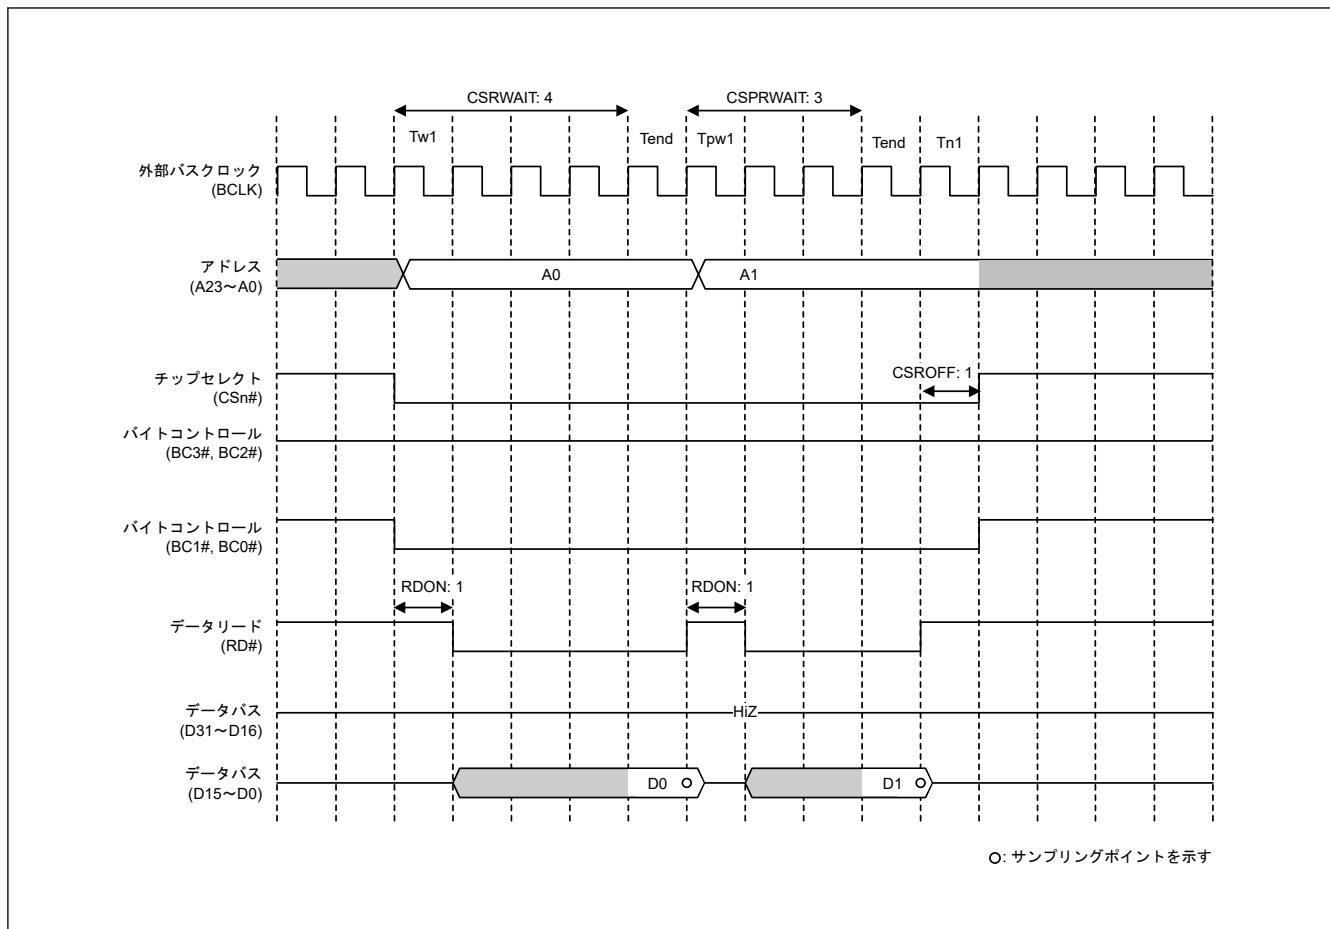 CSRWAIT: 4
CSPRWAIT: 3
Tw1
Tend
Tpw1
Tend
Tn1
外部バスクロック
(BCLK)
アドレス
(A23～A0)
A0
A1
チップセレクト
(CSn#)
CSROFF: 1
バイトコントロール
(BC3#, BC2#)
バイトコントロール
(BC1#, BC0#)
RDON: 1
RDON: 1
データリード
(RD#)
データバス
(D31～D16)
HiZ
データバス
(D15～D0)
D0
D1
: サンプリングポイントを示す